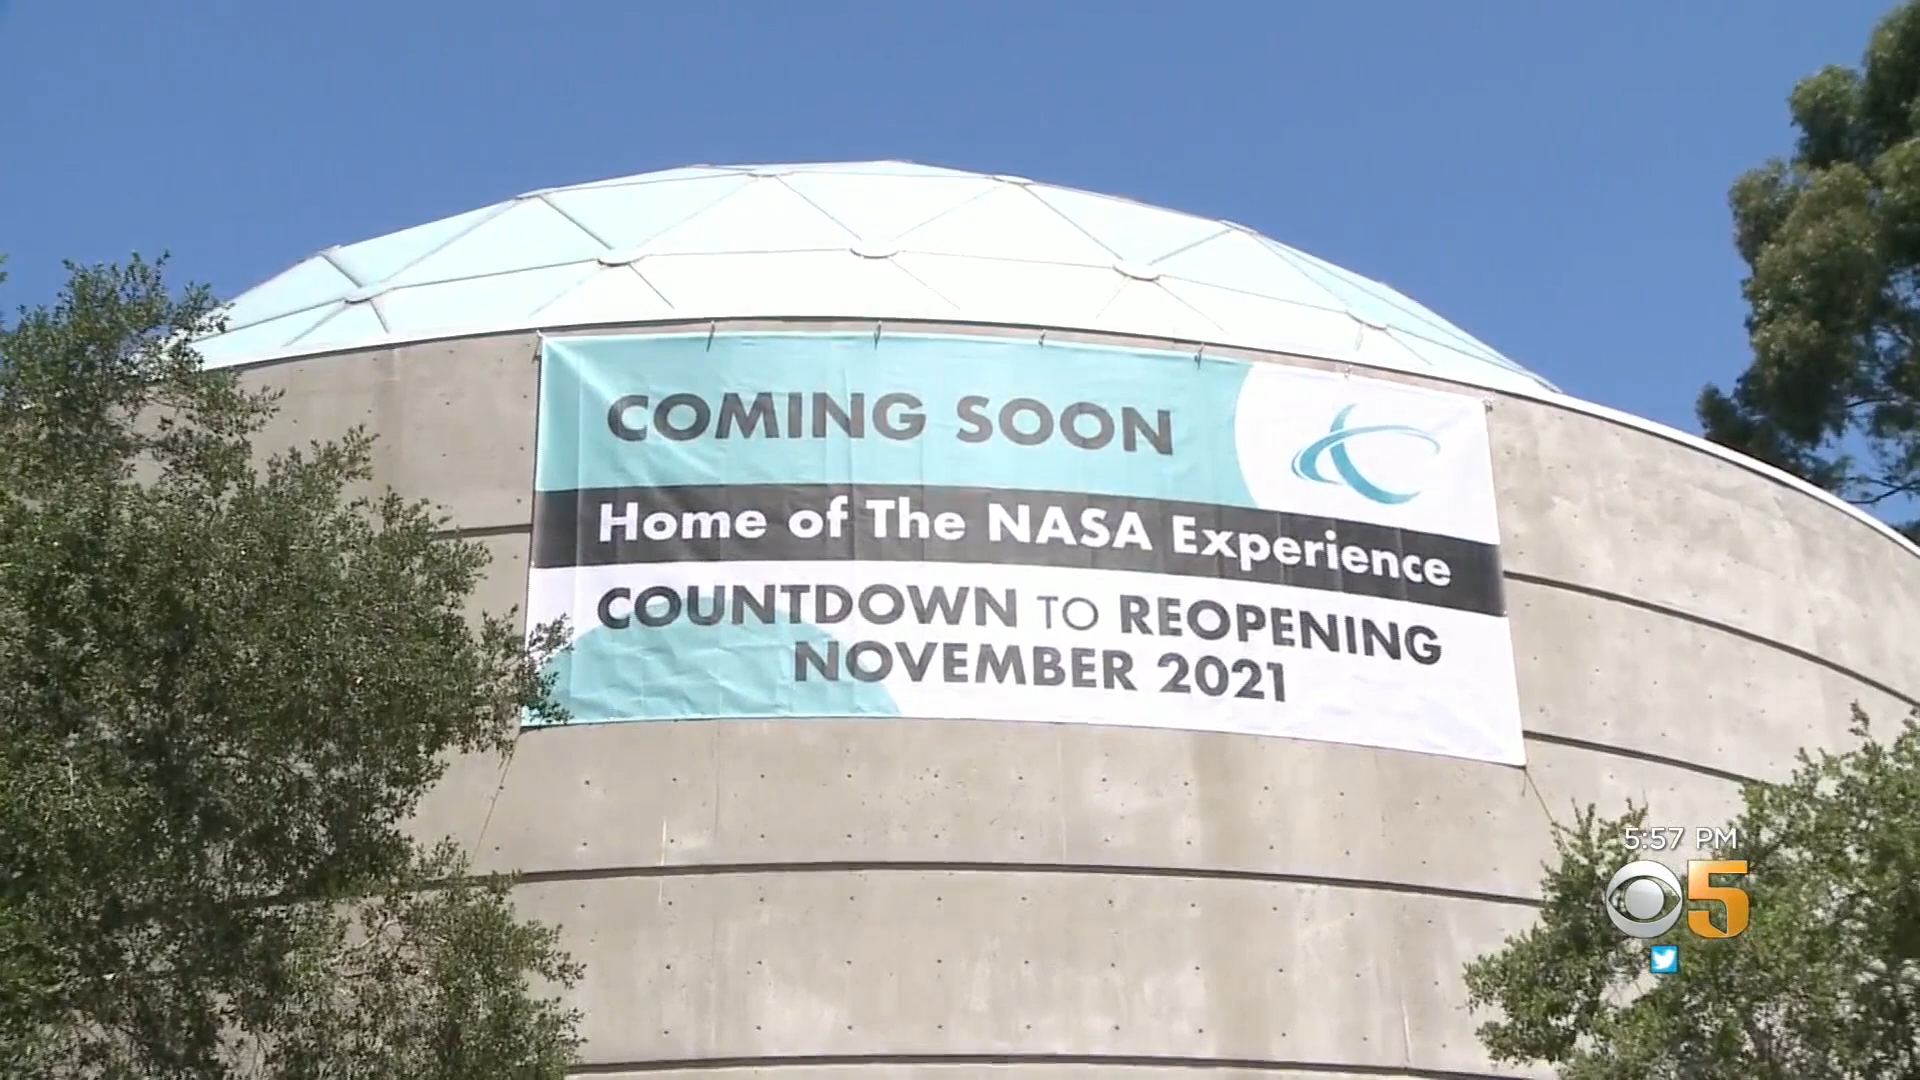 COMING SOON
Home of The NASA Experience
COUNTDOWN TO REOPENING
NOVEMBER 2021
5:57 PM
5